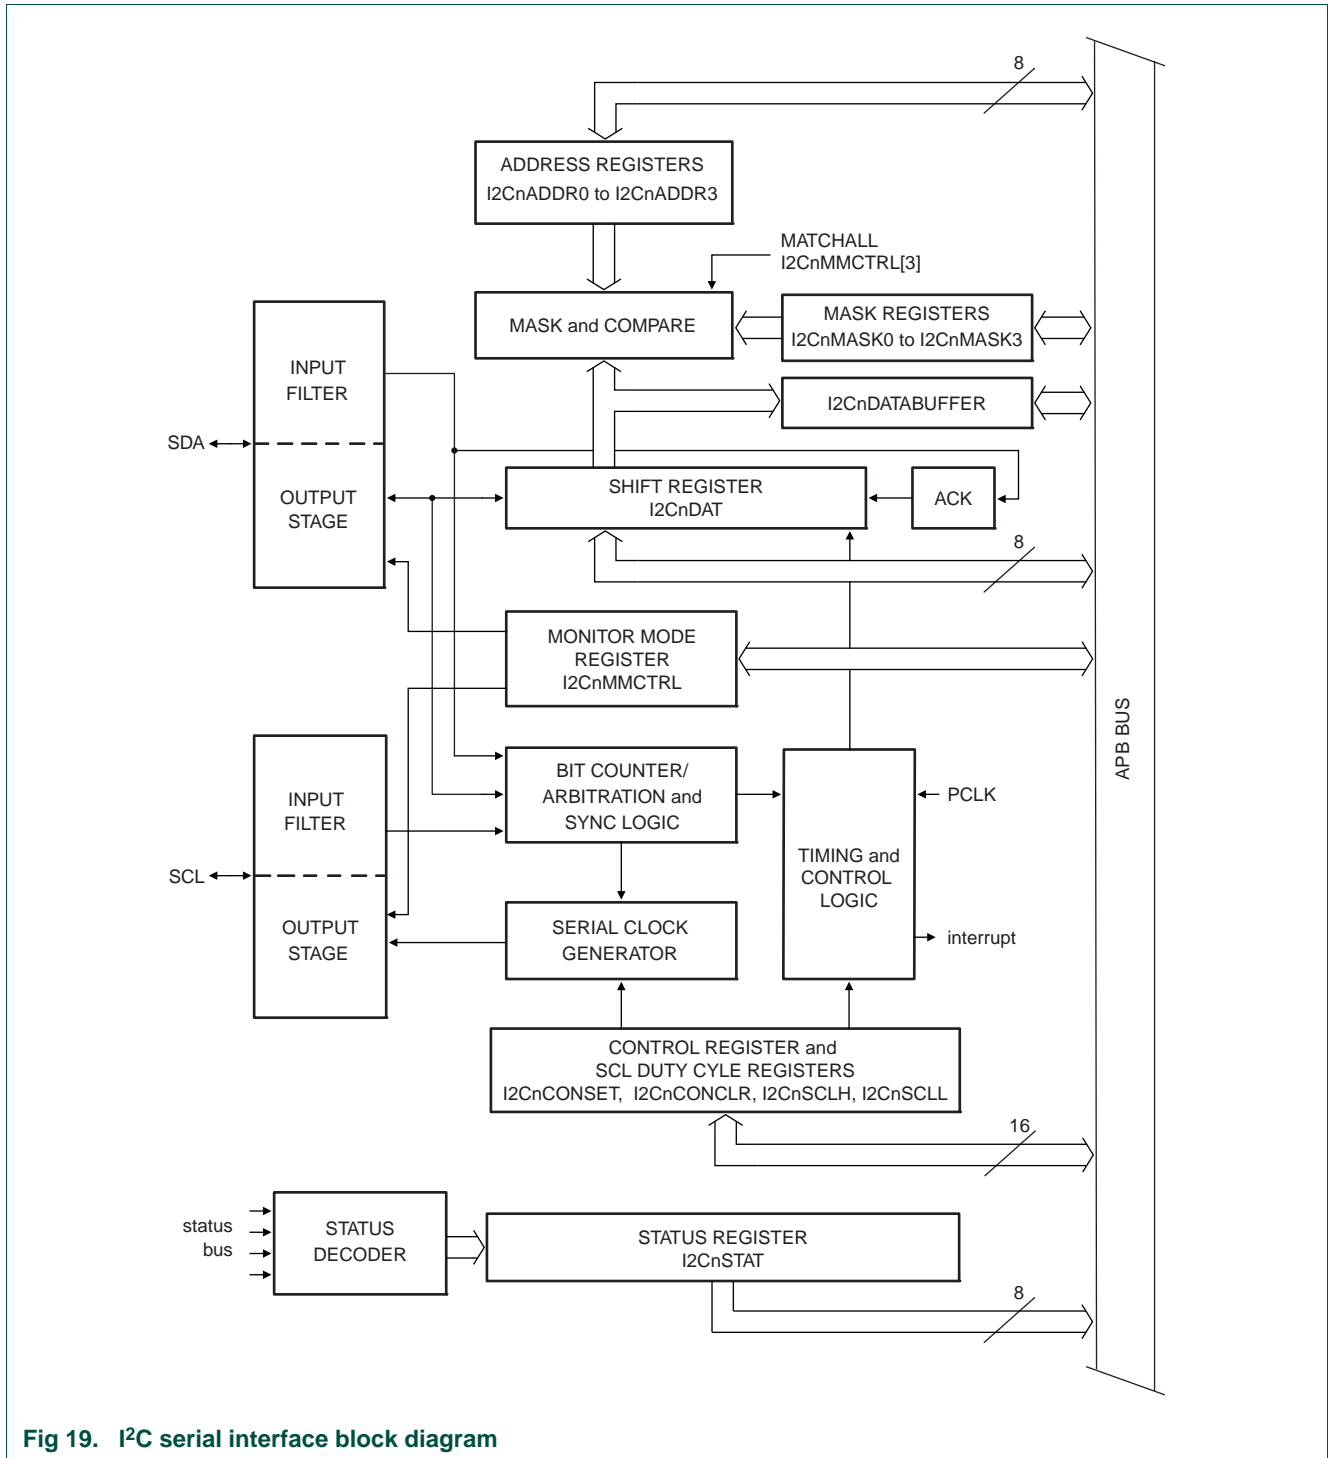 8
ADDRESS REGISTERS
I2CnADDR0 to I2CnADDR3
MATCHALL
I2CnMMCTRL[3]
MASK and COMPARE
MASK REGISTERS
I2CnMASK0 to I2CnMASK3
INPUT
FILTER
I2CnDATABUFFER
SDA
OUTPUT
STAGE
SHIFT REGISTER
I2CnDAT
ACK
8
MONITOR MODE
REGISTER
I2CnMMCTRL
APB BUS
BIT COUNTER/
ARBITRATION and
SYNC LOGIC
INPUT
FILTER
PCLK
TIMING and
CONTROL
LOGIC
SCL
OUTPUT
STAGE
SERIAL CLOCK
GENERATOR
interrupt
CONTROL REGISTER and
SCL DUTY CYLE REGISTERS
I2CnCONSET, I2CnCONCLR, I2CnSCLH, I2CnSCLL
16
status
bus
STATUS
DECODER
STATUS REGISTER
I2CnSTAT
8
Fig 19. I²C serial interface block diagram